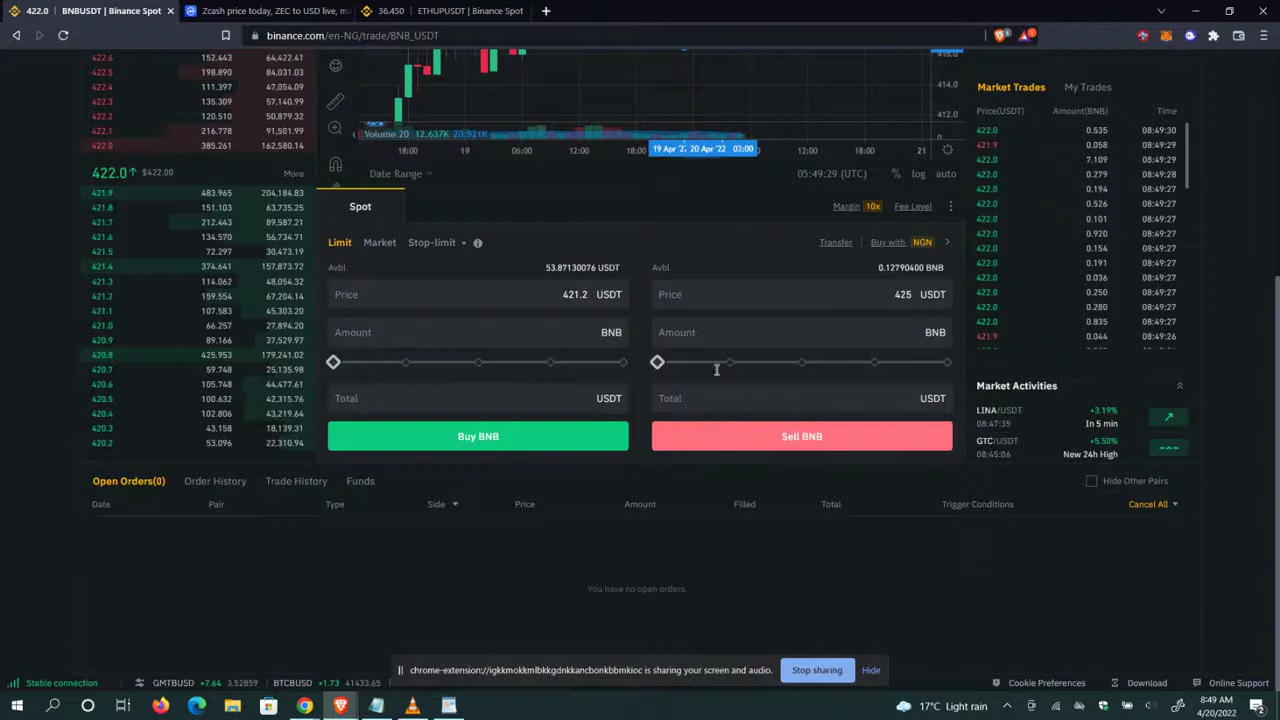 422.0 | BNBUSDT | Binance Spot
Zcash price today, ZEC to USD live, m
36.450 | ETHUPUSDT | Binance Spot
binance.com/en-NG/trade/BNB_USDT
422.6 152.443 64,422.41
422.5 198.890 84,031.03
422.4 111.397 47,054.09
422.3 135.309 57,140.99
422.2 120.510 50,879.32
422.1 216.778 91,501.99
422.0 385.261 162,580.14
422.0↑ $422.00 More
421.9 483.965 204,184.83
421.8 151.103 63,735.25
421.7 212.443 89,587.21
421.6 134.570 56,734.71
421.5 72.297 30,473.19
421.4 374.641 157,873.72
421.3 114.062 48,054.32
421.2 159.554 67,204.14
421.1 107.583 45,303.20
421.0 66.257 27,894.20
420.9 89.166 37,529.97
420.8 425.953 179,241.02
420.7 59.768 25,135.98
420.6 105.748 44,477.61
420.5 100.632 42,315.76
420.4 102.806 43,219.64
420.3 43.158 18,139.31
420.2 53.096 22,310.94
414.0
412.0
0
Volume 20 12.637K 20.921K
18:00 19 06:00 12:00 18:00 19 Apr '22 20 Apr '22 03:00 12:00 18:00 21
Date Range 05:49:29 (UTC) % log auto
Spot
Margin 10x Fee Level
Limit Market Stop-limit
Transfer Buy with NGN
Avbl 53.87130076 USDT
Price 421.2 USDT
Amount BNB
Total USDT
Buy BNB
Avbl 0.12790400 BNB
Price 425 USDT
Amount BNB
Total USDT
Sell BNB
Market Trades My Trades
Price(USDT) Amount(BNB) Time
422.0 0.535 08:49:30
421.9 0.058 08:49:29
422.0 7.109 08:49:28
422.0 0.279 08:49:28
422.0 0.194 08:49:27
422.0 0.526 08:49:27
422.0 0.101 08:49:27
422.0 0.920 08:49:27
422.0 0.154 08:49:27
422.0 0.191 08:49:27
422.0 0.036 08:49:27
422.0 0.250 08:49:27
422.0 0.280 08:49:27
422.0 0.835 08:49:27
421.9 0.044 08:49:26
Market Activities
LINA/USDT +3.19%
08:47:35 In 5 min
GTC/USDT +5.50%
08:45:06 New 24h High
Open Orders(0) Order History Trade History Funds Hide Other Pairs
Date Pair Type Side Price Amount Filled Total Trigger Conditions Cancel All
You have no open orders.
chrome-extension://igkkmokkmlbkkgdnkkancbonkbbmkioc is sharing your screen and audio. Stop sharing Hide
Stable connection GMTBUSD +7.64 3.52859 BTCBUSD +1.73 41433.65 Cookie Preferences Download Online Support
17°C Light rain
8:49 AM
4/20/2022
2